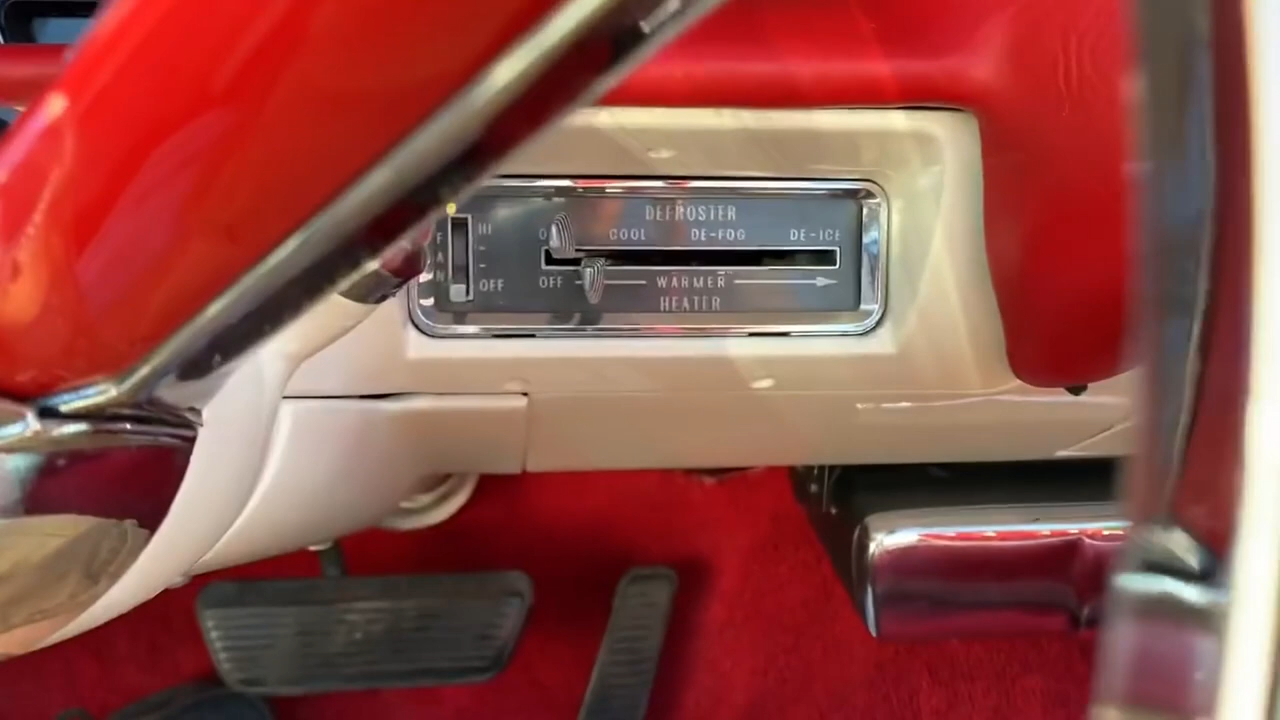 DEFROSTER
COOL DE-FOG DE-ICE
OFF WARMER
HEATER
FAN
HI
OFF